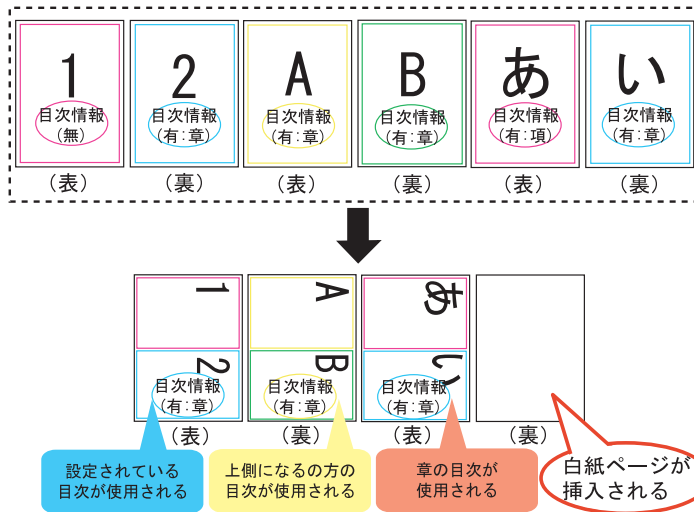 1
目次情報
(無)
2
目次情報
(有:章)
A
目次情報
(有:章)
B
目次情報
(有:章)
あ
目次情報
(有:項)
い
目次情報
(有:章)
(表)
(裏)
(表)
(裏)
(表)
(裏)
1
2
目次情報
(有:章)
A
B
目次情報
(有:章)
あ
い
目次情報
(有:章)
(表)
(裏)
(表)
(裏)
設定されている
目次が使用される
上側になるの方の
目次が使用される
章の目次が
使用される
白紙ページが
挿入される